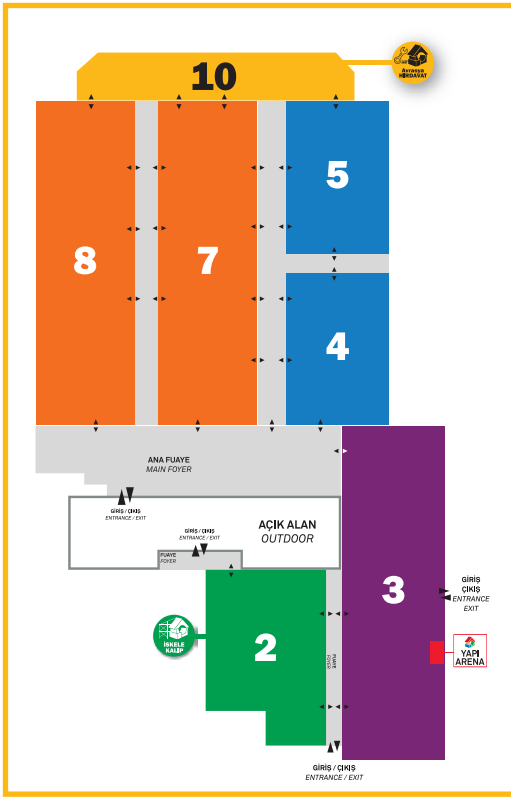 10
Avrasya
HIRDAVAT
5
8
7
4
ANA FUAYE
MAIN FOYER
GİRİŞ / ÇIKIŞ
ENTRANCE / EXIT
AÇIK ALAN
OUTDOOR
GİRİŞ / ÇIKIŞ
ENTRANCE / EXIT
FUAYE
FOYER
3
GİRİŞ
ÇIKIŞ
ENTRANCE
EXIT
İSKELE
KALIP
2
FUAYE
FOYER
YAPI
ARENA
GİRİŞ / ÇIKIŞ
ENTRANCE / EXIT